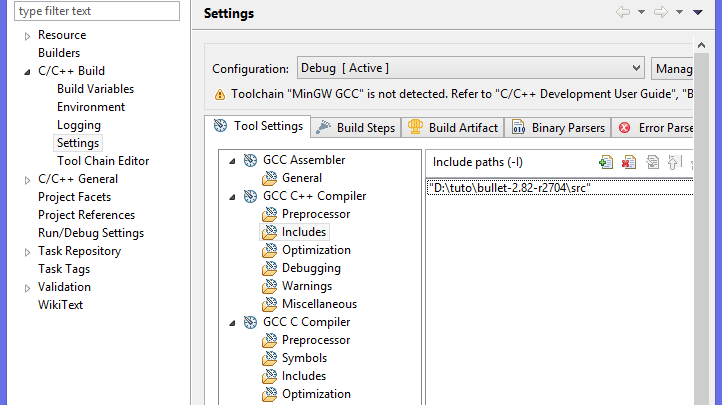 type filter text
Resource
Builders
C/C++ Build
Build Variables
Environment
Logging
Settings
Tool Chain Editor
C/C++ General
Project Facets
Project References
Run/Debug Settings
Task Repository
Task Tags
Validation
WikiText
Settings
Configuration: Debug [ Active ] Manag
Toolchain "MinGW GCC" is not detected. Refer to "C/C++ Development User Guide", "B
Tool Settings Build Steps Build Artifact Binary Parsers Error Parse
GCC Assembler
General
GCC C++ Compiler
Preprocessor
Includes
Optimization
Debugging
Warnings
Miscellaneous
GCC C Compiler
Preprocessor
Symbols
Includes
Optimization
Include paths (-I)
"D:\tuto\bullet-2.82-r2704\src"